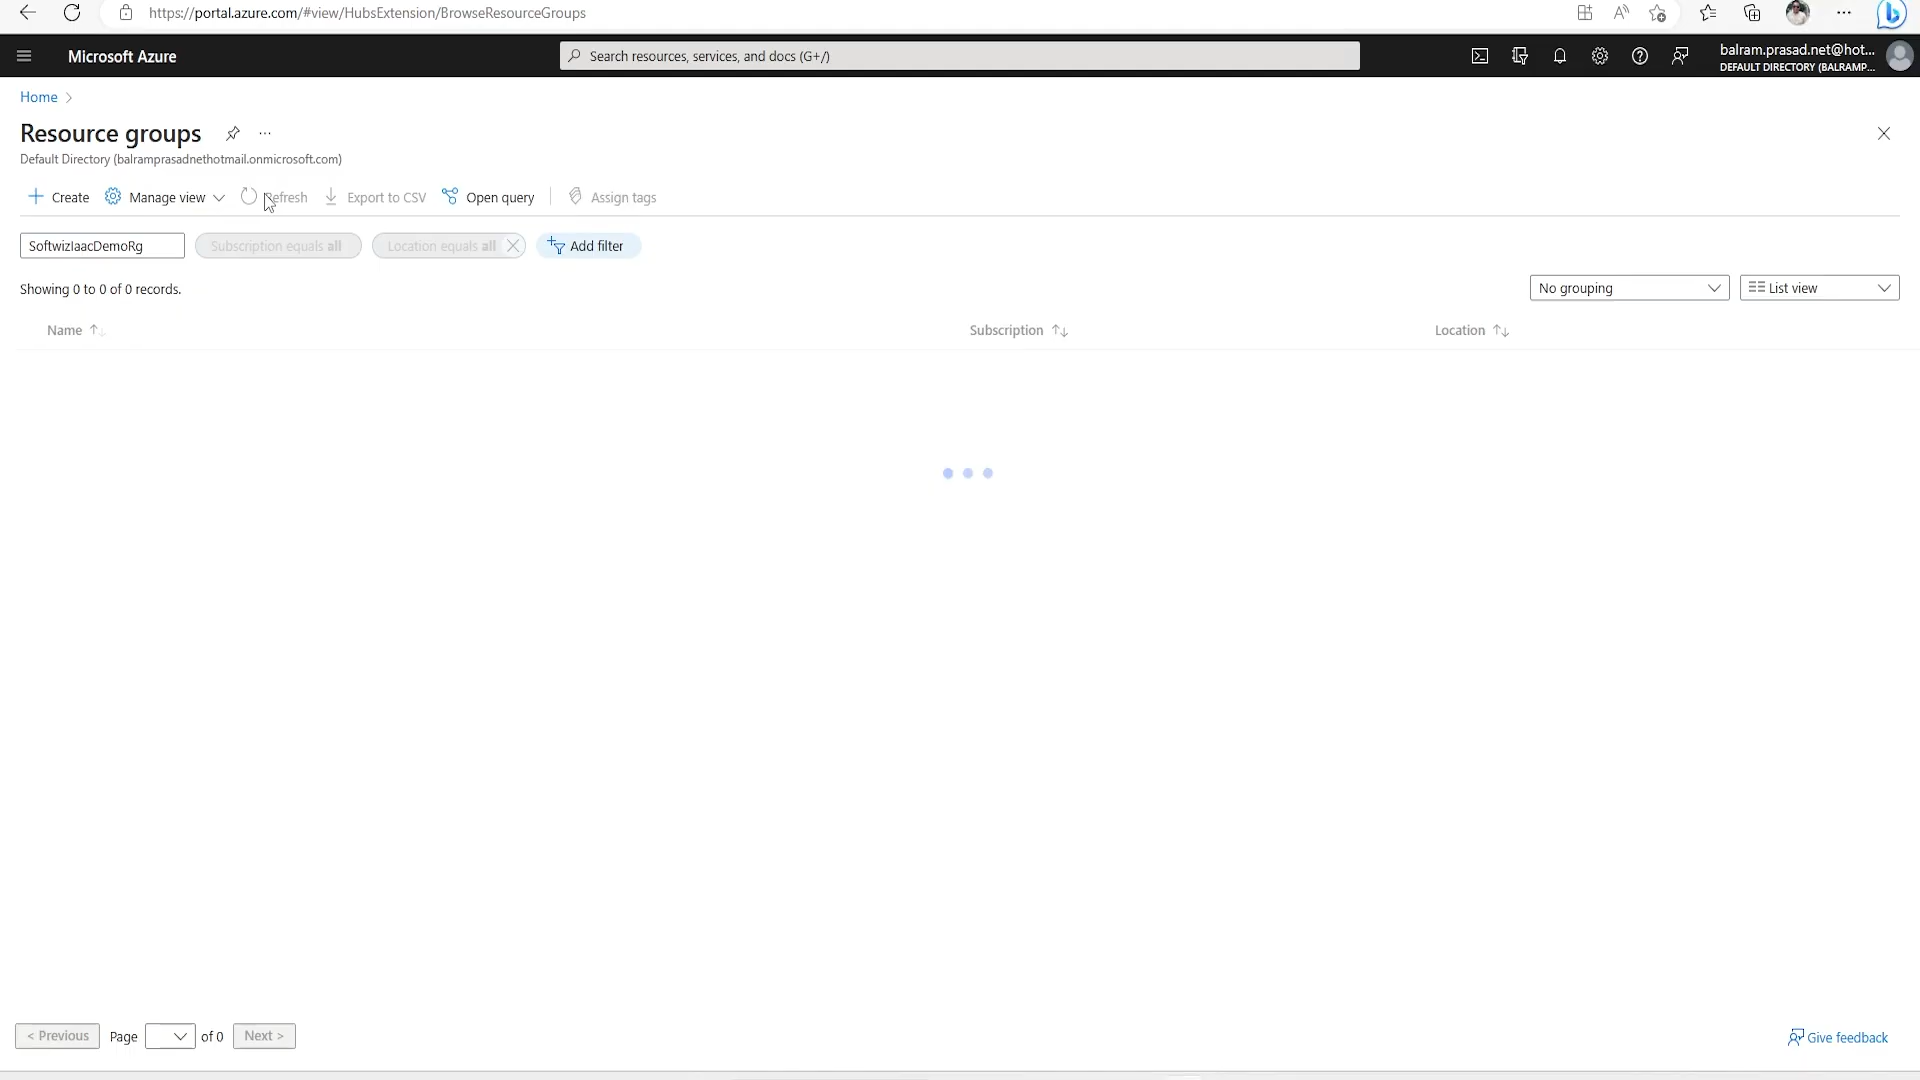 https://portal.azure.com/#view/HubsExtension/BrowseResourceGroups
Microsoft Azure
Search resources, services, and docs (G+/)
balram.prasad.net@hot...
DEFAULT DIRECTORY (BALRAMP...
Home
Resource groups
Default Directory (balramprasadnethotmail.onmicrosoft.com)
Create Manage view Refresh Export to CSV Open query Assign tags
SoftwizIaacDemoRg Subscription equals all Location equals all Add filter
Showing 0 to 0 of 0 records.
No grouping List view
Name Subscription Location
< Previous Page of 0 Next >
Give feedback